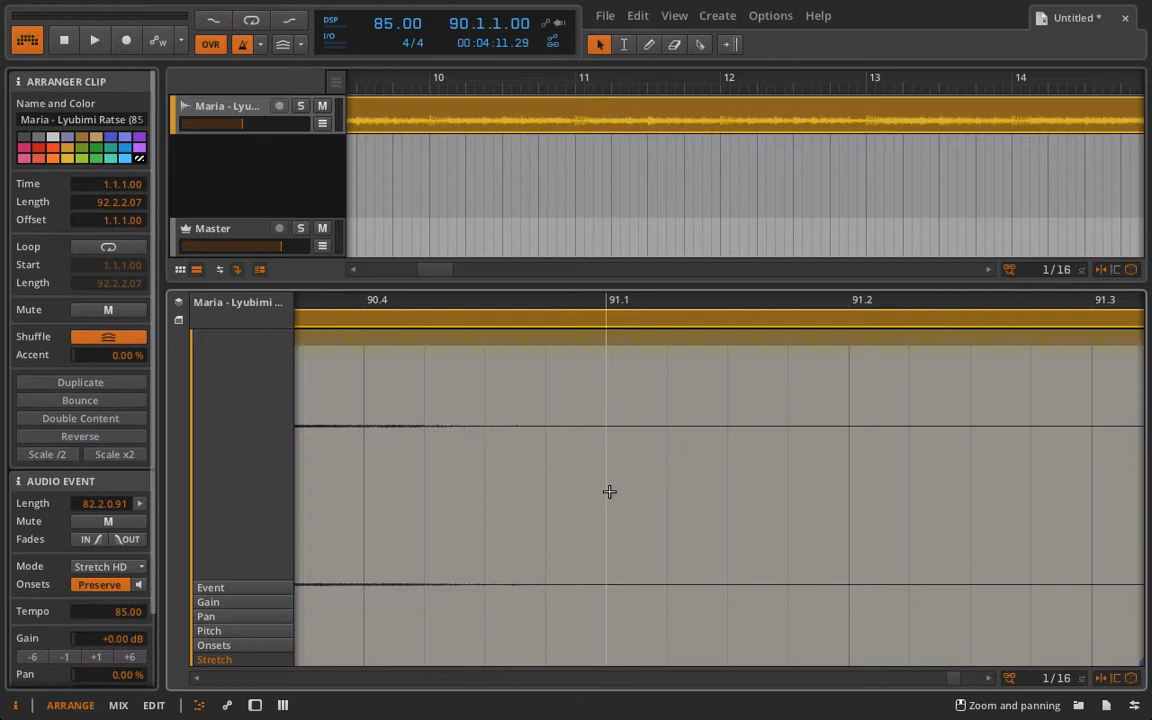 DSP
I/O
85.00
90.1.1.00
4/4
00:04:11.29
OVR
File Edit View Create Options Help
Untitled *
ARRANGER CLIP
Name and Color
Maria - Lyubimi Ratse (85
Time 1.1.1.00
Length 92.2.2.07
Offset 1.1.1.00
Loop
Start 1.1.1.00
Length 92.2.2.07
Mute M
Shuffle
Accent 0.00 %
Duplicate
Bounce
Double Content
Reverse
Scale /2 Scale x2
AUDIO EVENT
Length 82.2.0.91
Mute M
Fades IN OUT
Mode Stretch HD
Onsets Preserve
Tempo 85.00
Gain +0.00 dB
-6 -1 +1 +6
Pan 0.00 %
10 11 12 13 14
Maria - Lyu... S M
Master S M
1/16
Maria - Lyubimi ...
90.4 91.1 91.2 91.3
Event
Gain
Pan
Pitch
Onsets
Stretch
1/16
i ARRANGE MIX EDIT
Zoom and panning